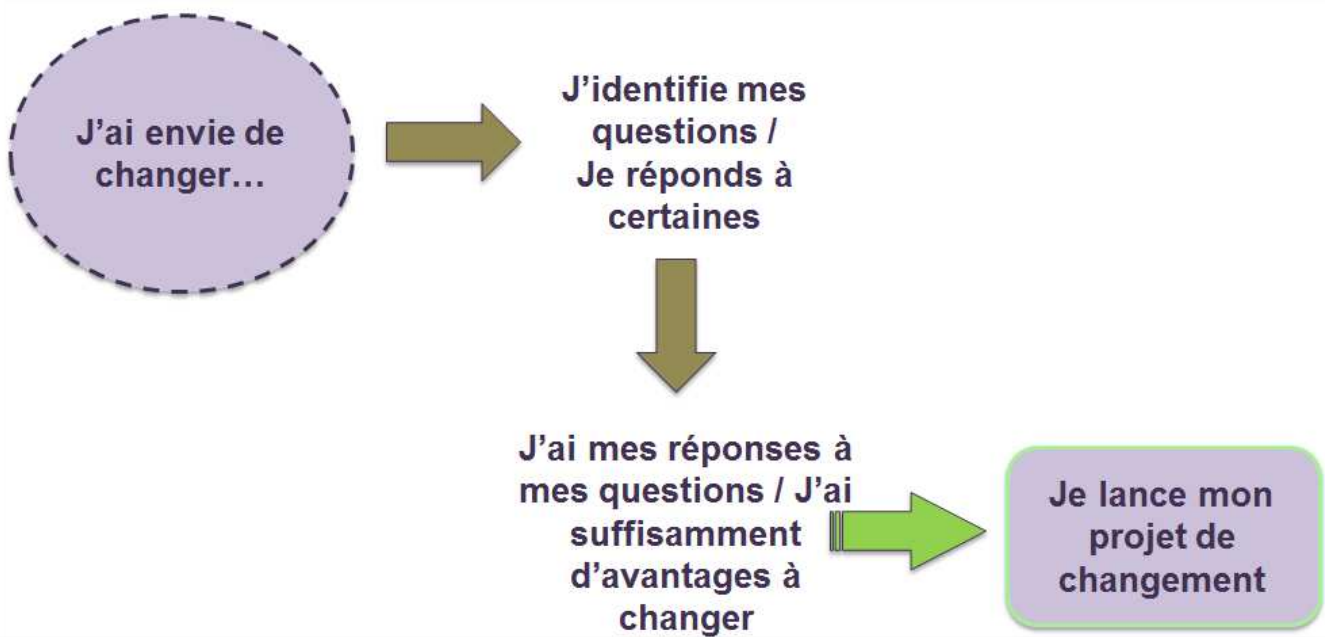 J'ai envie de
changer…
J'identifie mes
questions /
Je réponds à
certaines
J'ai mes réponses à
mes questions / J'ai
suffisamment
d'avantages à
changer
Je lance mon
projet de
changement